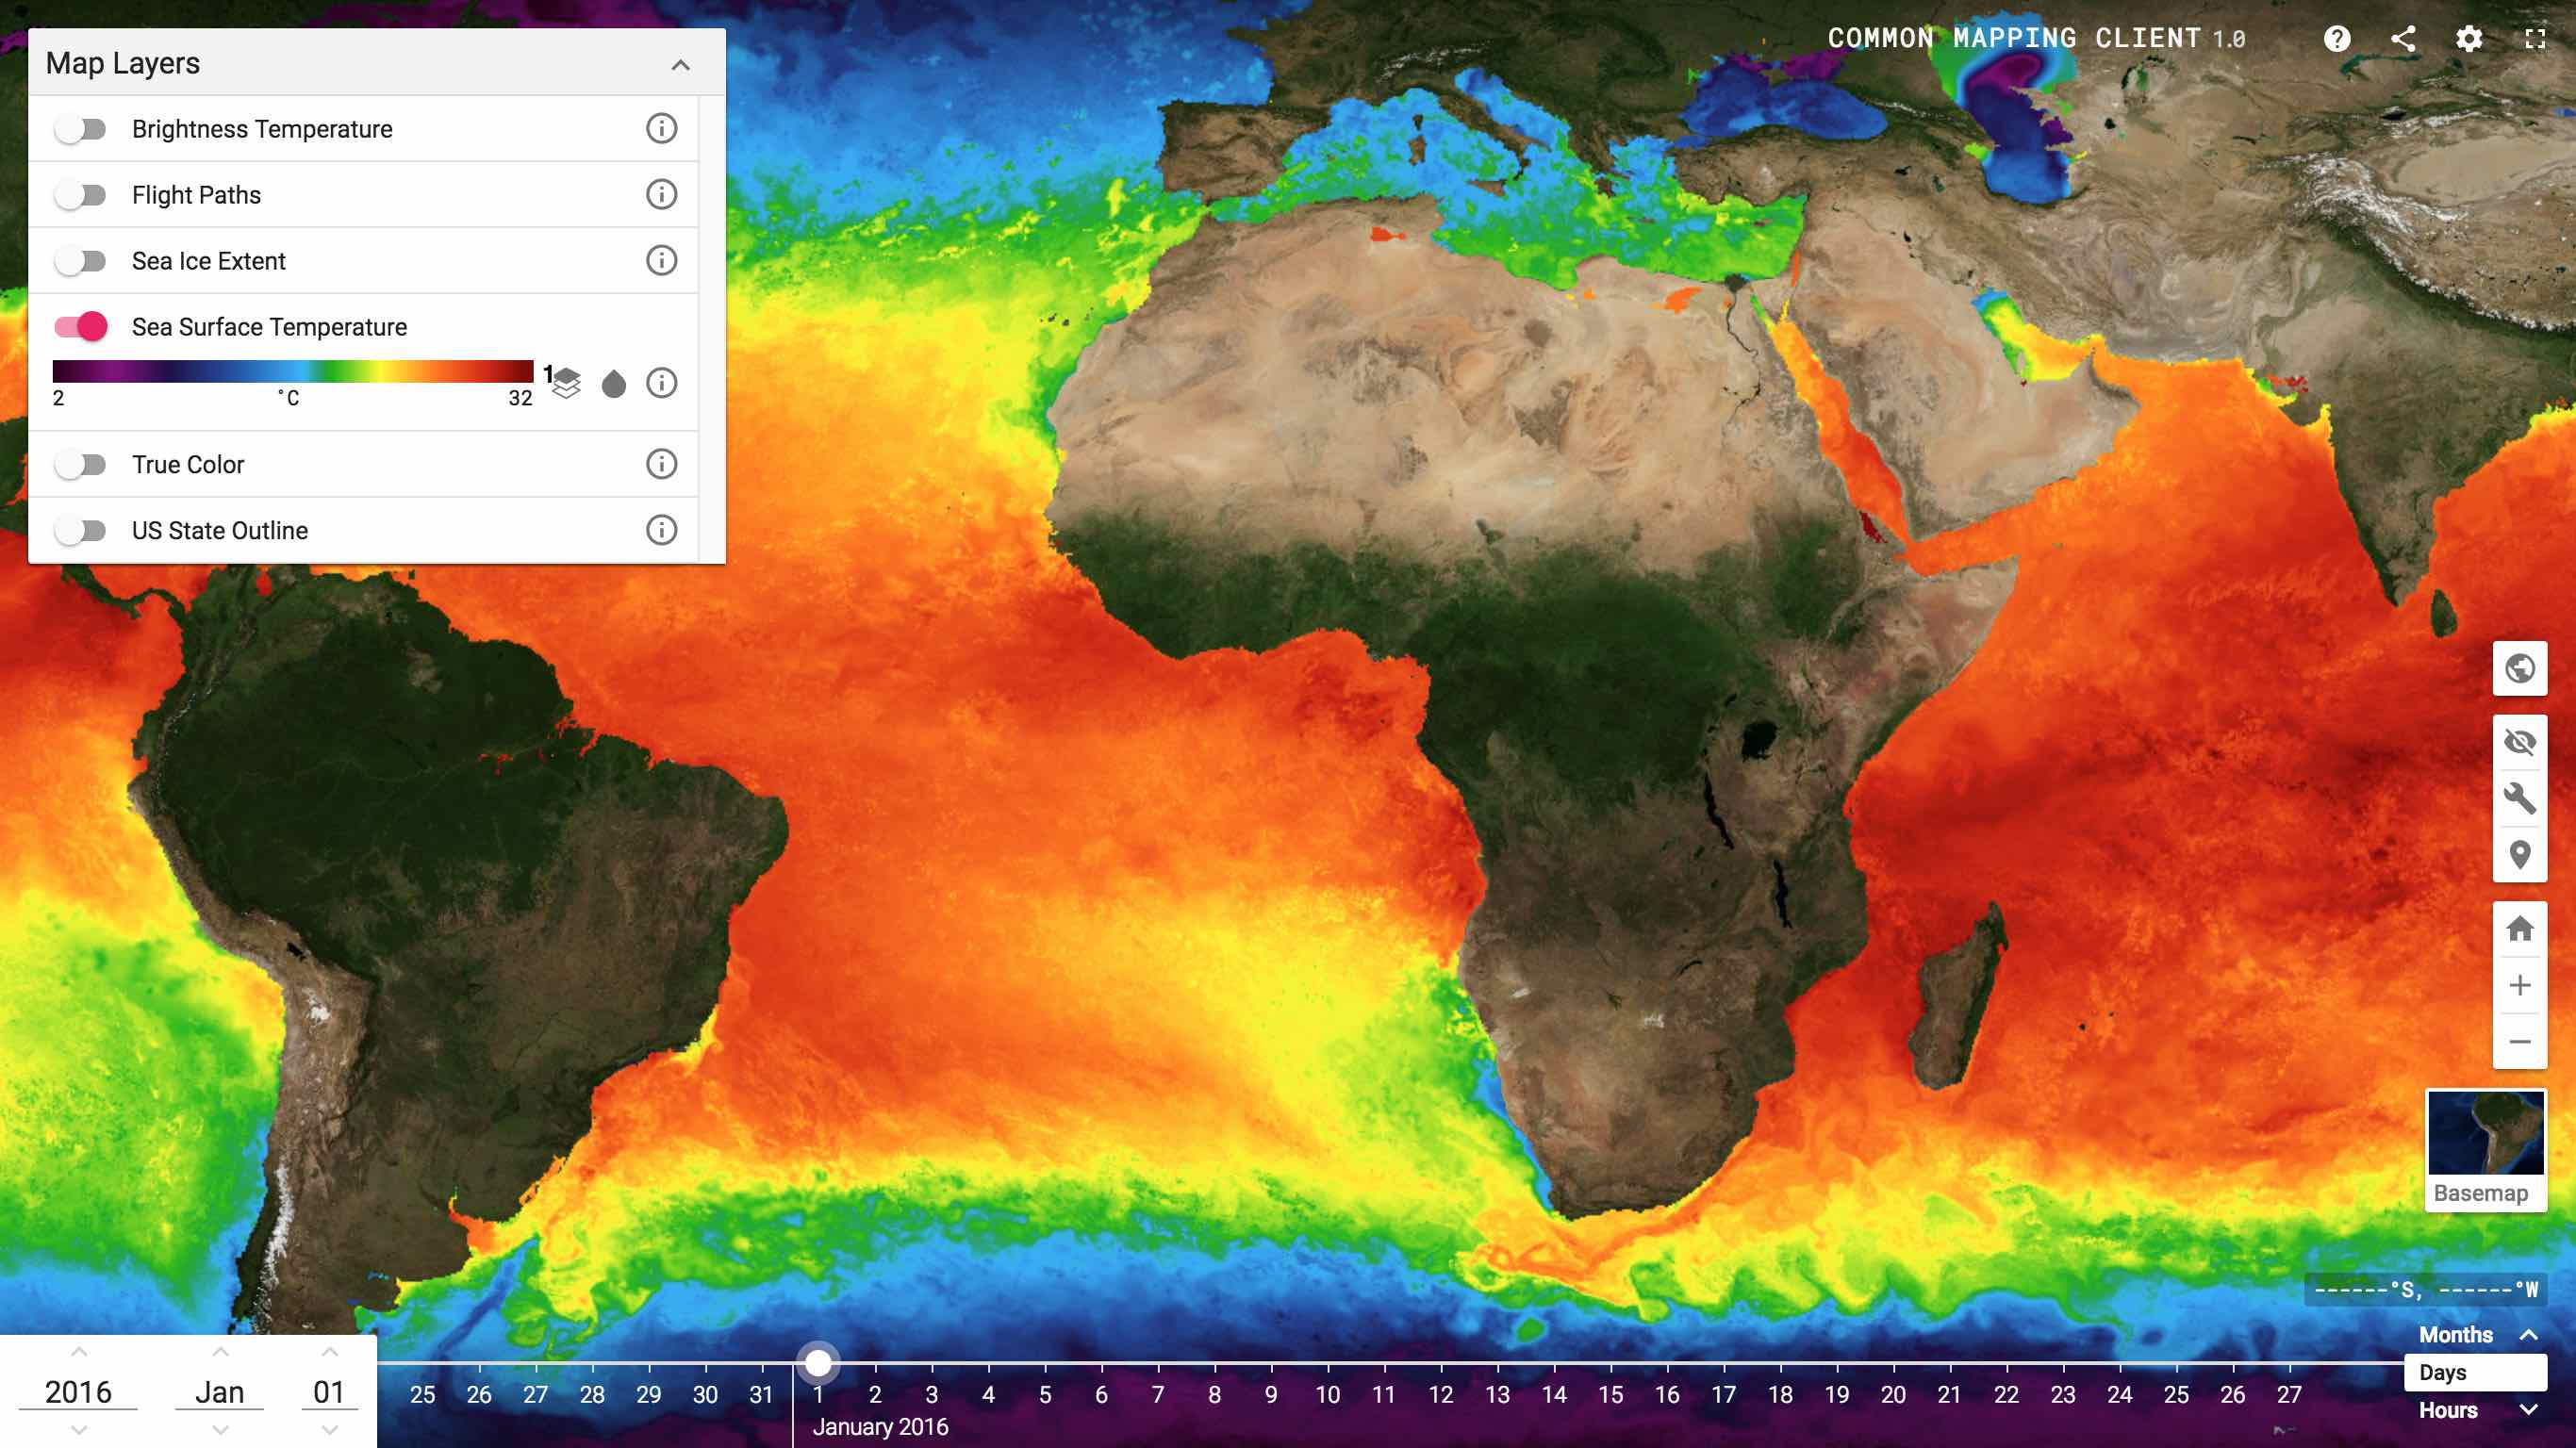 Map Layers
COMMON MAPPING CLIENT 1.0
Brightness Temperature
Flight Paths
Sea Ice Extent
Sea Surface Temperature
1
2 °C 32
True Color
US State Outline
Basemap
------°S, ------°W
Months
Days
Hours
2016 Jan 01
25 26 27 28 29 30 31 1 2 3 4 5 6 7 8 9 10 11 12 13 14 15 16 17 18 19 20 21 22 23 24 25 26 27
January 2016